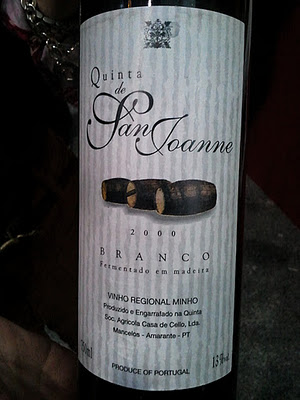 Quinta
de
San Joanne
2000
BRANCO
Fermentado em madeira
VINHO REGIONAL MINHO
Produzido e Engarrafado na Quinta
Soc. Agricola Casa de Cello, Lda.
Mancelos - Amarante - PT
PRODUCE OF PORTUGAL